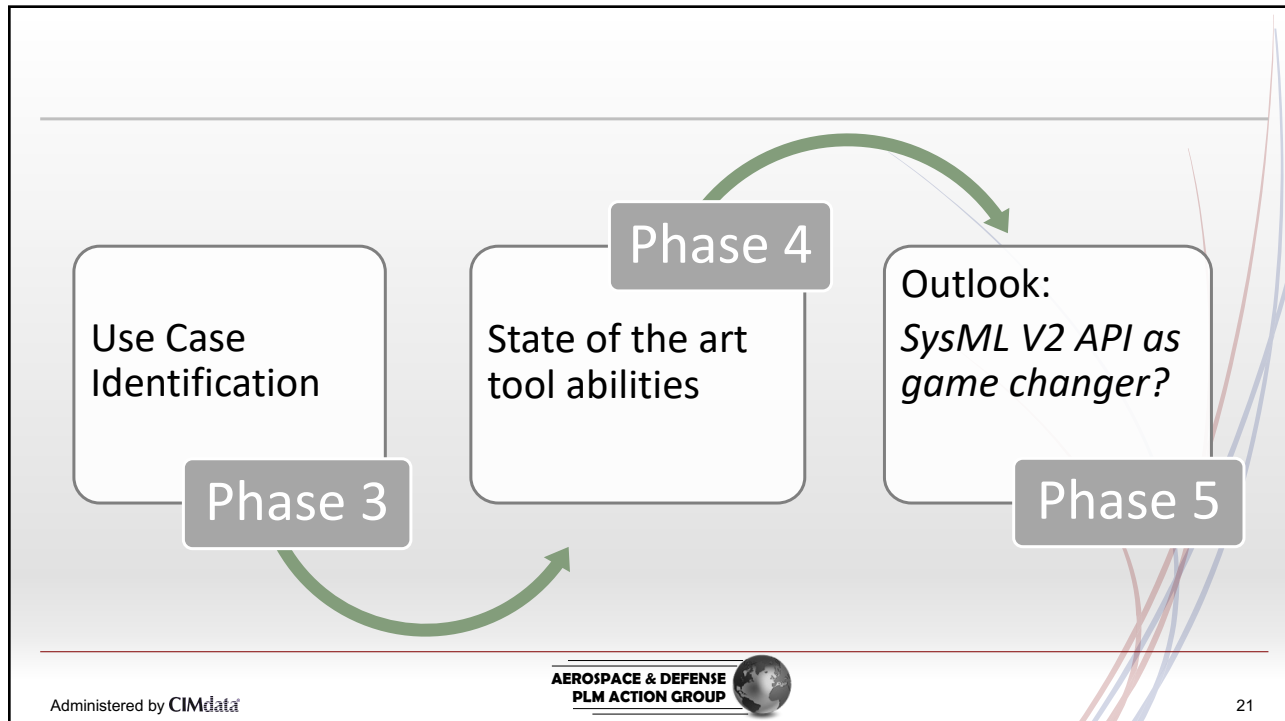 Use Case
Identification
Phase 3
State of the art
tool abilities
Phase 4
Outlook:
SysML V2 API as
game changer?
Phase 5
Administered by CIMdata
AEROSPACE & DEFENSE
PLM ACTION GROUP
21